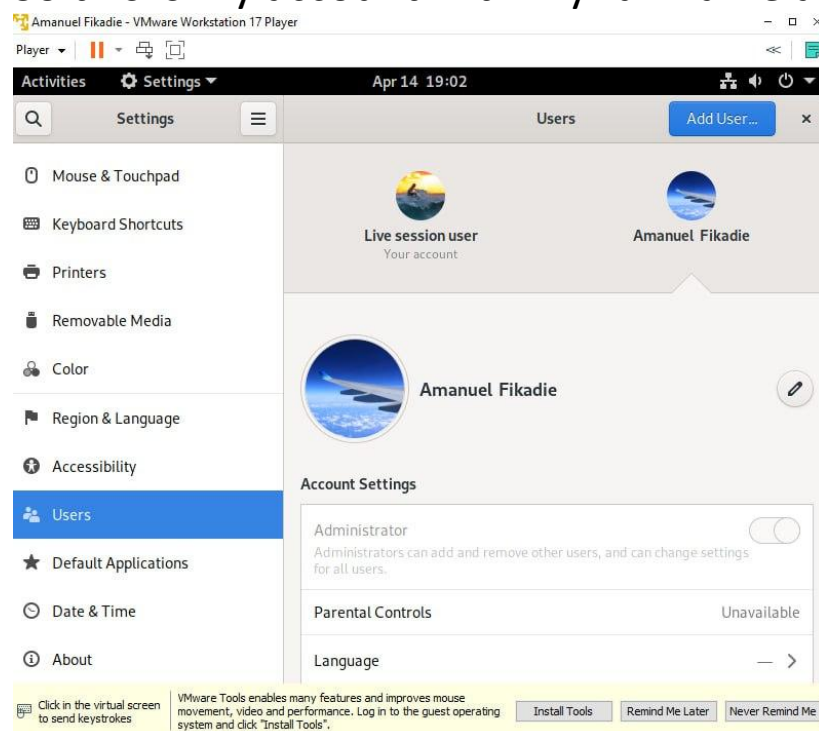 Amanuel Fikadie - VMware Workstation 17 Player
Player
Activities Settings Apr 14 19:02
Settings Users Add User...
Mouse & Touchpad
Keyboard Shortcuts
Printers
Removable Media
Color
Region & Language
Accessibility
Users
Default Applications
Date & Time
About
Live session user
Your account
Amanuel Fikadie
Amanuel Fikadie
Account Settings
Administrator
Administrators can add and remove other users, and can change settings
for all users.
Parental Controls Unavailable
Language —
Click in the virtual screen
to send keystrokes
VMware Tools enables many features and improves mouse
movement, video and performance. Log in to the guest operating
system and click "Install Tools".
Install Tools Remind Me Later Never Remind Me